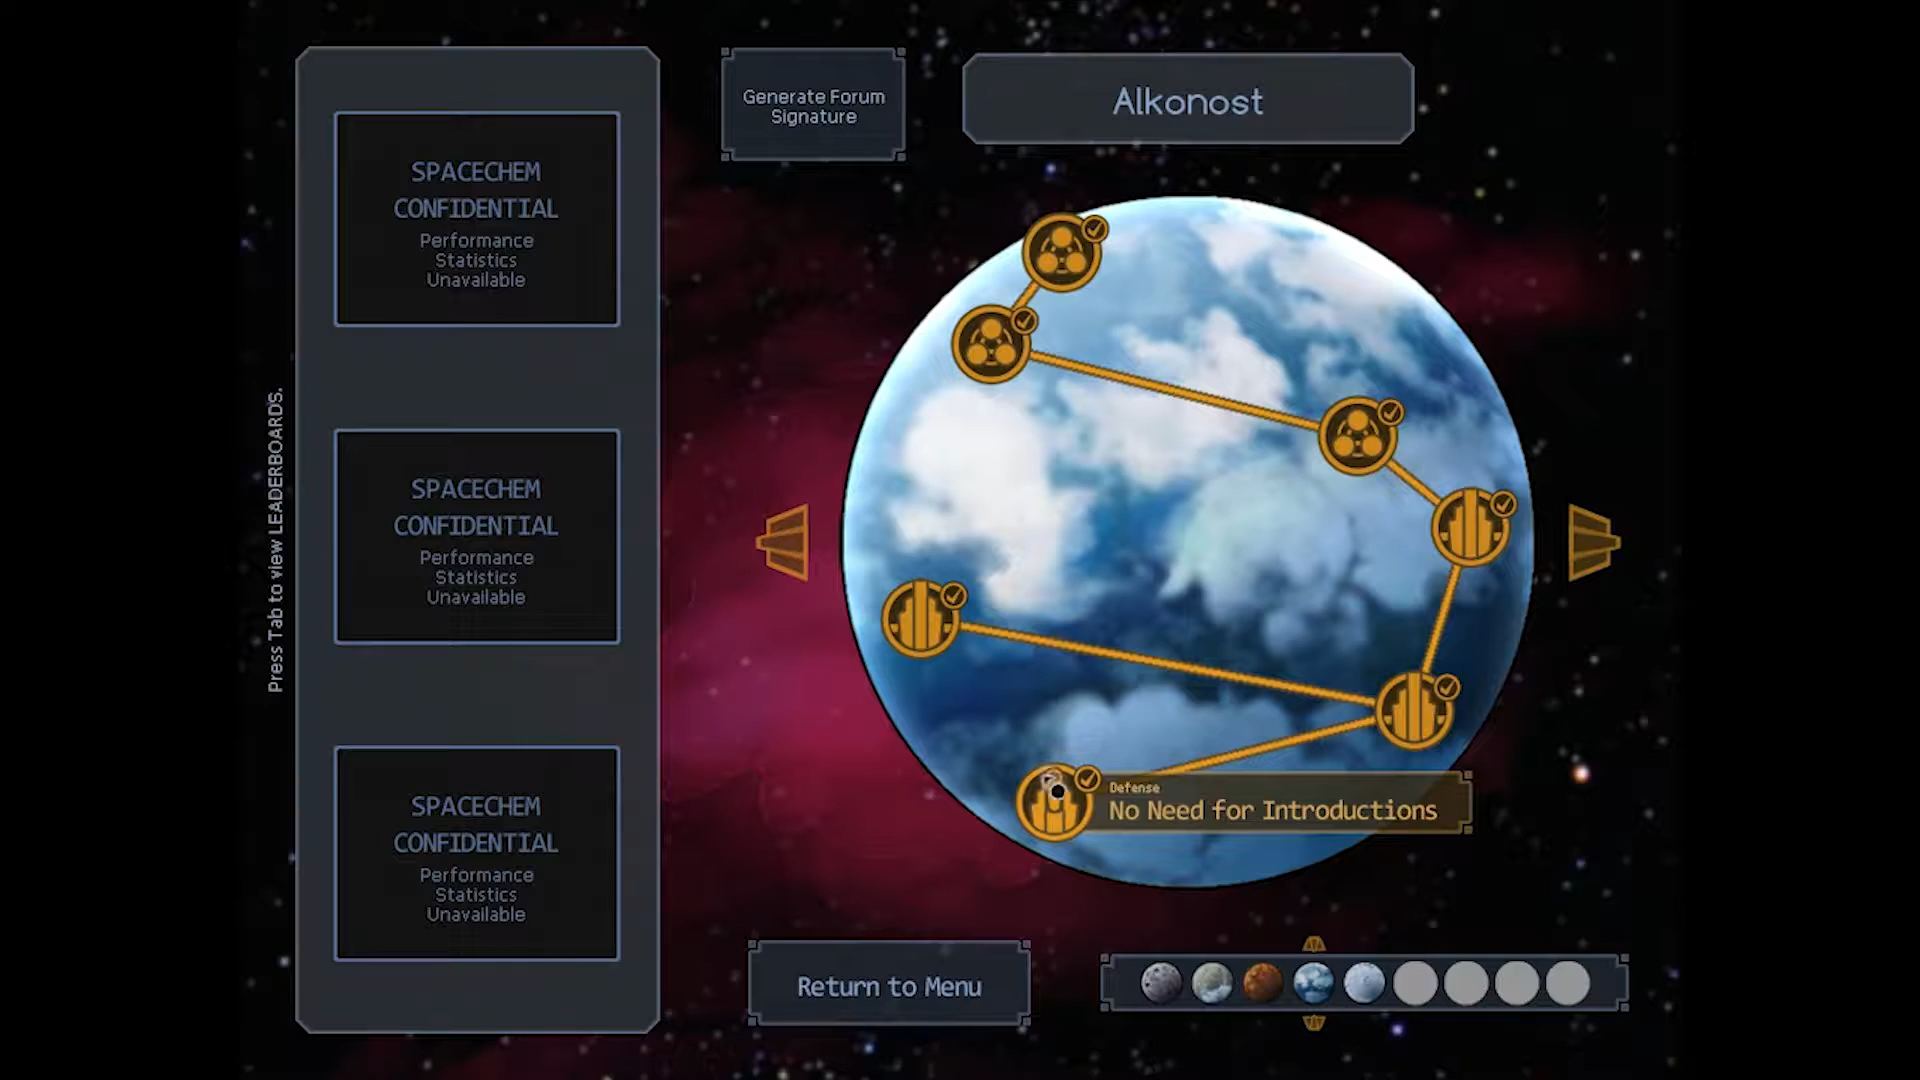 Press Tab to view LEADERBOARDS.
SPACECHEM
CONFIDENTIAL
Performance
Statistics
Unavailable
SPACECHEM
CONFIDENTIAL
Performance
Statistics
Unavailable
SPACECHEM
CONFIDENTIAL
Performance
Statistics
Unavailable
Generate Forum
Signature
Alkonost
Defense
No Need for Introductions
Return to Menu